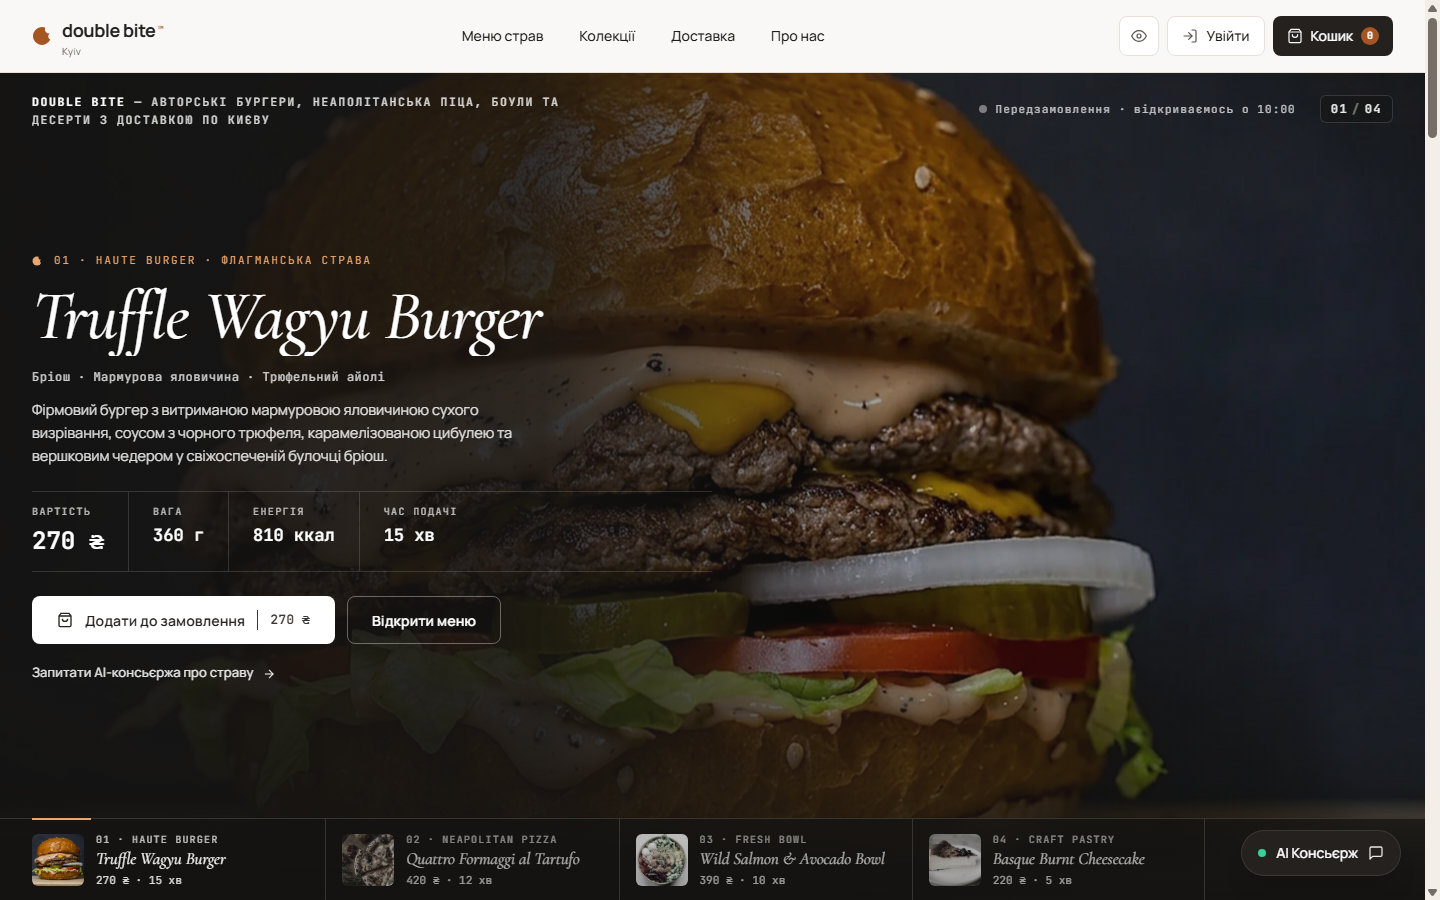 double bite™
Kyiv
Меню страв
Колекції
Доставка
Про нас
Увійти
Кошик 0
DOUBLE BITE — АВТОРСЬКІ БУРГЕРИ, НЕАПОЛІТАНСЬКА ПІЦА, БОУЛИ ТА
ДЕСЕРТИ З ДОСТАВКОЮ ПО КИЄВУ
Передзамовлення · відкриваємось о 10:00
01 / 04
01 · HAUTE BURGER · ФЛАГМАНСЬКА СТРАВА
Truffle Wagyu Burger
Бріош · Мармурова яловичина · Трюфельний айолі
Фірмовий бургер з витриманою мармуровою яловичиною сухого
визрівання, соусом з чорного трюфеля, карамелізованою цибулею та
вершковим чедером у свіжоспеченій булочці бріош.
ВАРТІСТЬ
270 ₴
ВАГА
360 г
ЕНЕРГІЯ
810 ккал
ЧАС ПОДАЧІ
15 хв
Додати до замовлення | 270 ₴
Відкрити меню
Запитати AI-консьєржа про страву →
01 · HAUTE BURGER
Truffle Wagyu Burger
270 ₴ · 15 хв
02 · NEAPOLITAN PIZZA
Quattro Formaggi al Tartufo
420 ₴ · 12 хв
03 · FRESH BOWL
Wild Salmon & Avocado Bowl
390 ₴ · 10 хв
04 · CRAFT PASTRY
Basque Burnt Cheesecake
220 ₴ · 5 хв
AI Консьєрж